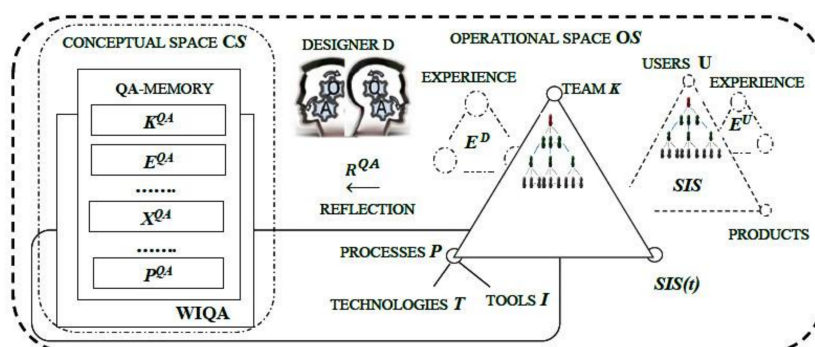 CONCEPTUAL SPACE CS
DESIGNER D
OPERATIONAL SPACE OS
QA-MEMORY
K^QA
E^QA
.......
X^QA
.......
P^QA
WIQA
O O
A A
R^QA
←
REFLECTION
EXPERIENCE
E^D
TEAM K
USERS U
EXPERIENCE
E^U
SIS
PRODUCTS
PROCESSES P
SIS(t)
TECHNOLOGIES T
TOOLS I